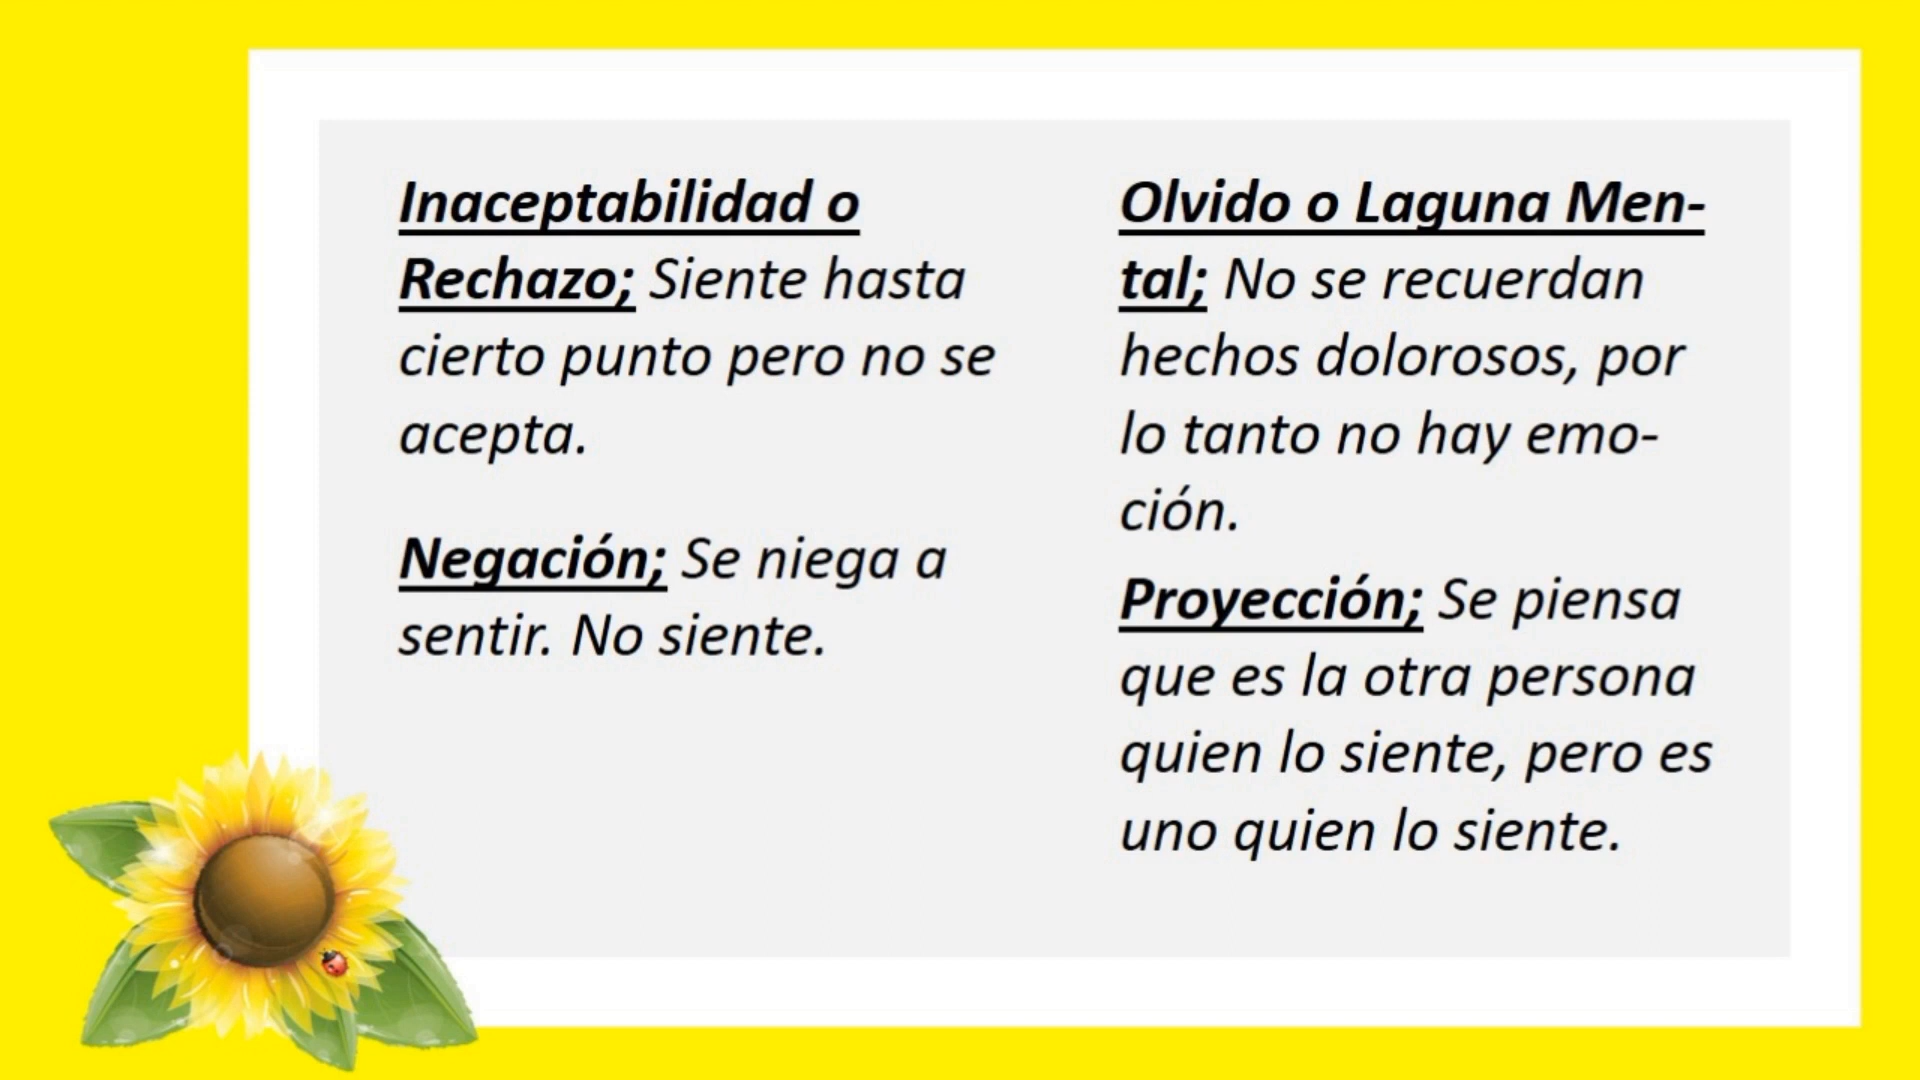 Inaceptabilidad o
Rechazo; Siente hasta
cierto punto pero no se
acepta.
Negación; Se niega a
sentir. No siente.
Olvido o Laguna Men-
tal; No se recuerdan
hechos dolorosos, por
lo tanto no hay emo-
ción.
Proyección; Se piensa
que es la otra persona
quien lo siente, pero es
uno quien lo siente.